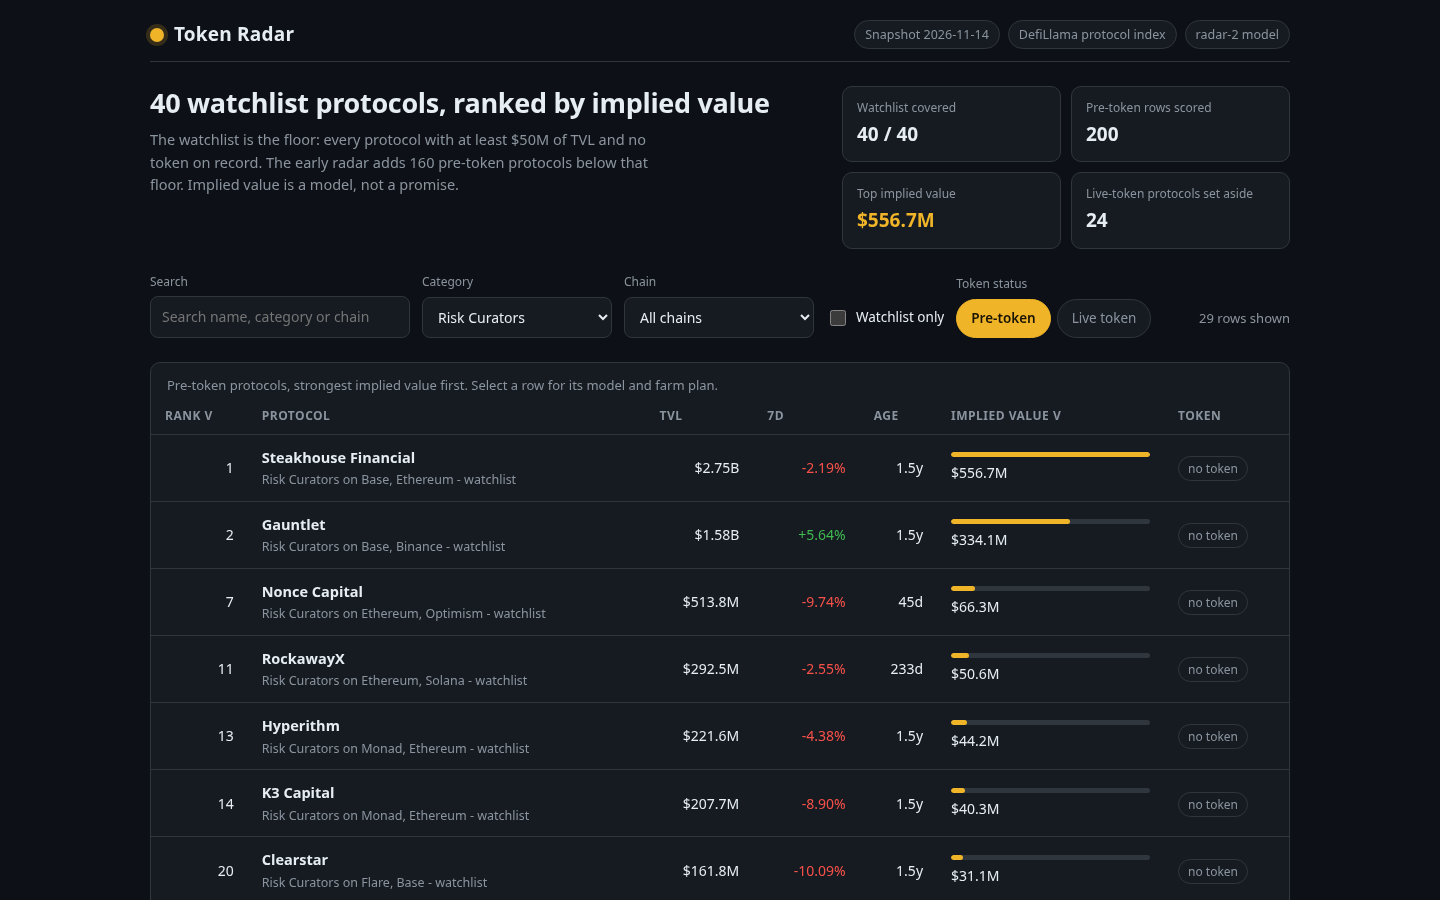 Token Radar
Snapshot 2026-11-14
DefiLlama protocol index
radar-2 model
40 watchlist protocols, ranked by implied value
The watchlist is the floor: every protocol with at least $50M of TVL and no
token on record. The early radar adds 160 pre-token protocols below that
floor. Implied value is a model, not a promise.
Watchlist covered
40 / 40
Pre-token rows scored
200
Top implied value
$556.7M
Live-token protocols set aside
24
Search
Search name, category or chain
Category
Risk Curators
Chain
All chains
Watchlist only
Token status
Pre-token
Live token
29 rows shown
Pre-token protocols, strongest implied value first. Select a row for its model and farm plan.
RANK V PROTOCOL TVL 7D AGE IMPLIED VALUE V TOKEN
1 Steakhouse Financial $2.75B -2.19% 1.5y $556.7M no token
Risk Curators on Base, Ethereum - watchlist
2 Gauntlet $1.58B +5.64% 1.5y $334.1M no token
Risk Curators on Base, Binance - watchlist
7 Nonce Capital $513.8M -9.74% 45d $66.3M no token
Risk Curators on Ethereum, Optimism - watchlist
11 RockawayX $292.5M -2.55% 233d $50.6M no token
Risk Curators on Ethereum, Solana - watchlist
13 Hyperithm $221.6M -4.38% 1.5y $44.2M no token
Risk Curators on Monad, Ethereum - watchlist
14 K3 Capital $207.7M -8.90% 1.5y $40.3M no token
Risk Curators on Monad, Ethereum - watchlist
20 Clearstar $161.8M -10.09% 1.5y $31.1M no token
Risk Curators on Flare, Base - watchlist